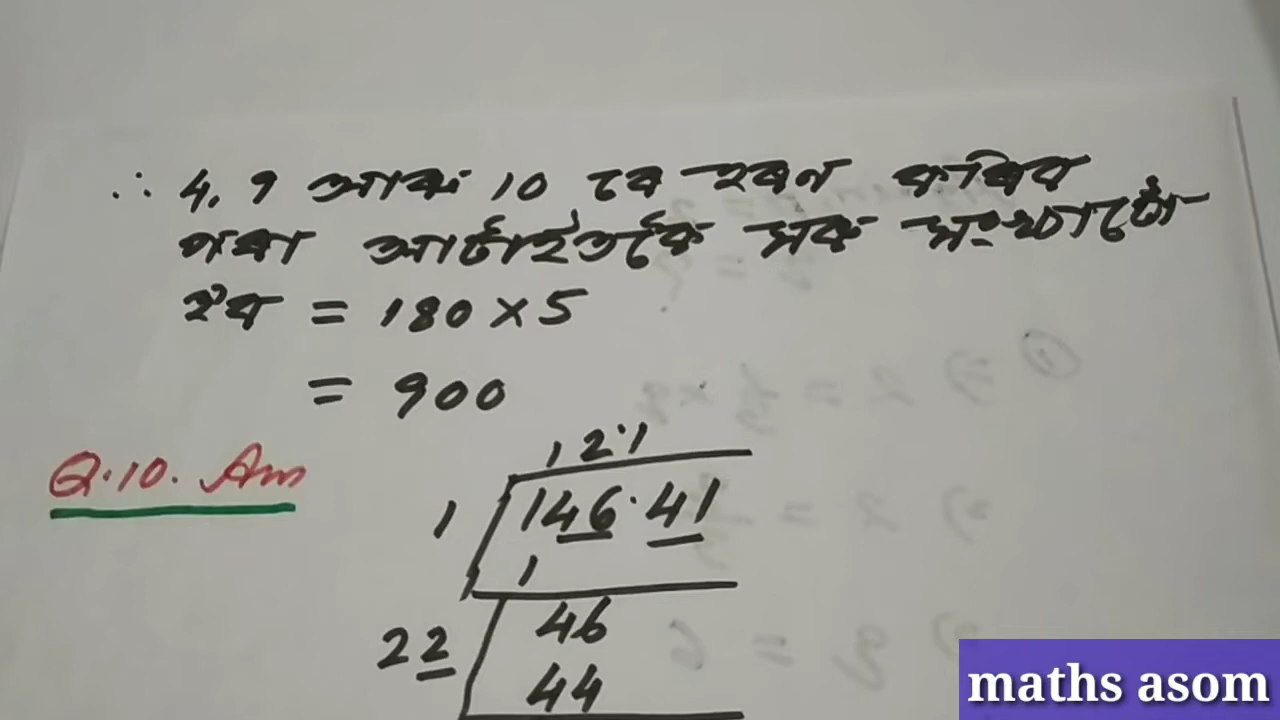 ∴ 4, 9 আৰু 10 ৰে হৰণ কৰিব
পৰা আটাইতকৈ সৰু সংখ্যাটো
হ'ব = 180 × 5
= 900
Q.10. Ans
12.1
1 146.41
1
22 46
44
maths asom